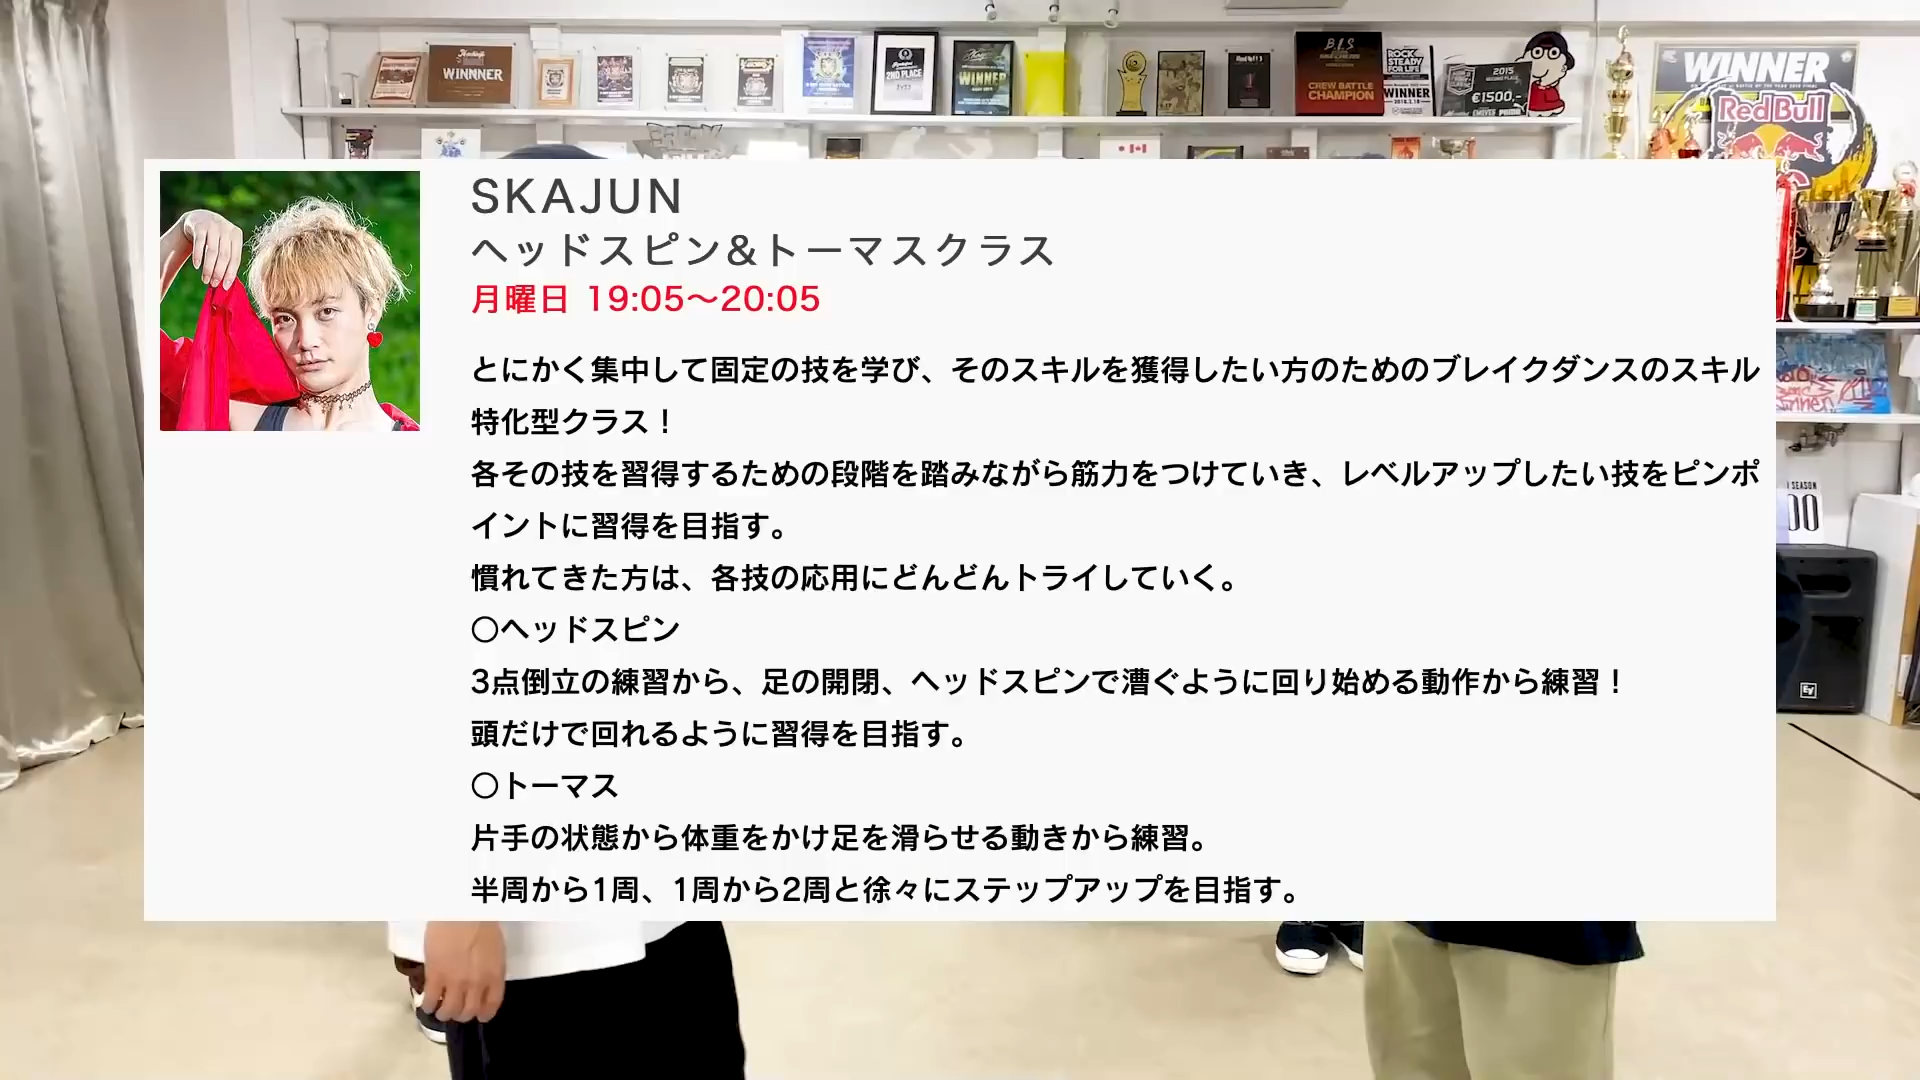 WINNNER
2ND PLACE
WINNER
B.I.S
CREW BATTLE
CHAMPION
ROCK
STEADY
FOR LIFE
WINNER
2015
€1500,-
WINNER
Red Bull
SKAJUN
ヘッドスピン&トーマスクラス
月曜日 19:05〜20:05
とにかく集中して固定の技を学び、そのスキルを獲得したい方のためのブレイクダンスのスキル
特化型クラス！
各その技を習得するための段階を踏みながら筋力をつけていき、レベルアップしたい技をピンポ
イントに習得を目指す。
慣れてきた方は、各技の応用にどんどんトライしていく。
〇ヘッドスピン
3点倒立の練習から、足の開閉、ヘッドスピンで漕ぐように回り始める動作から練習！
頭だけで回れるように習得を目指す。
〇トーマス
片手の状態から体重をかけ足を滑らせる動きから練習。
半周から1周、1周から2周と徐々にステップアップを目指す。
SEASON
00
EV